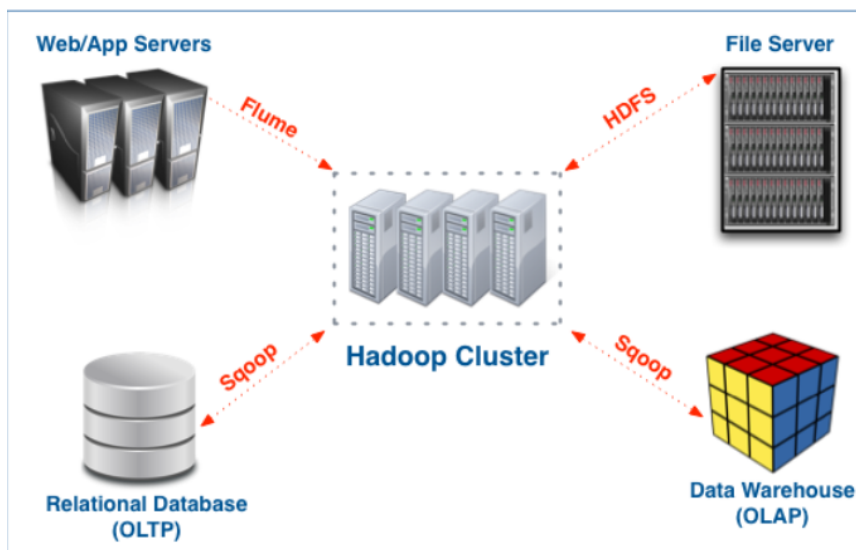 Web/App Servers
File Server
Flume
HDFS
Hadoop Cluster
Sqoop
Sqoop
Relational Database
(OLTP)
Data Warehouse
(OLAP)